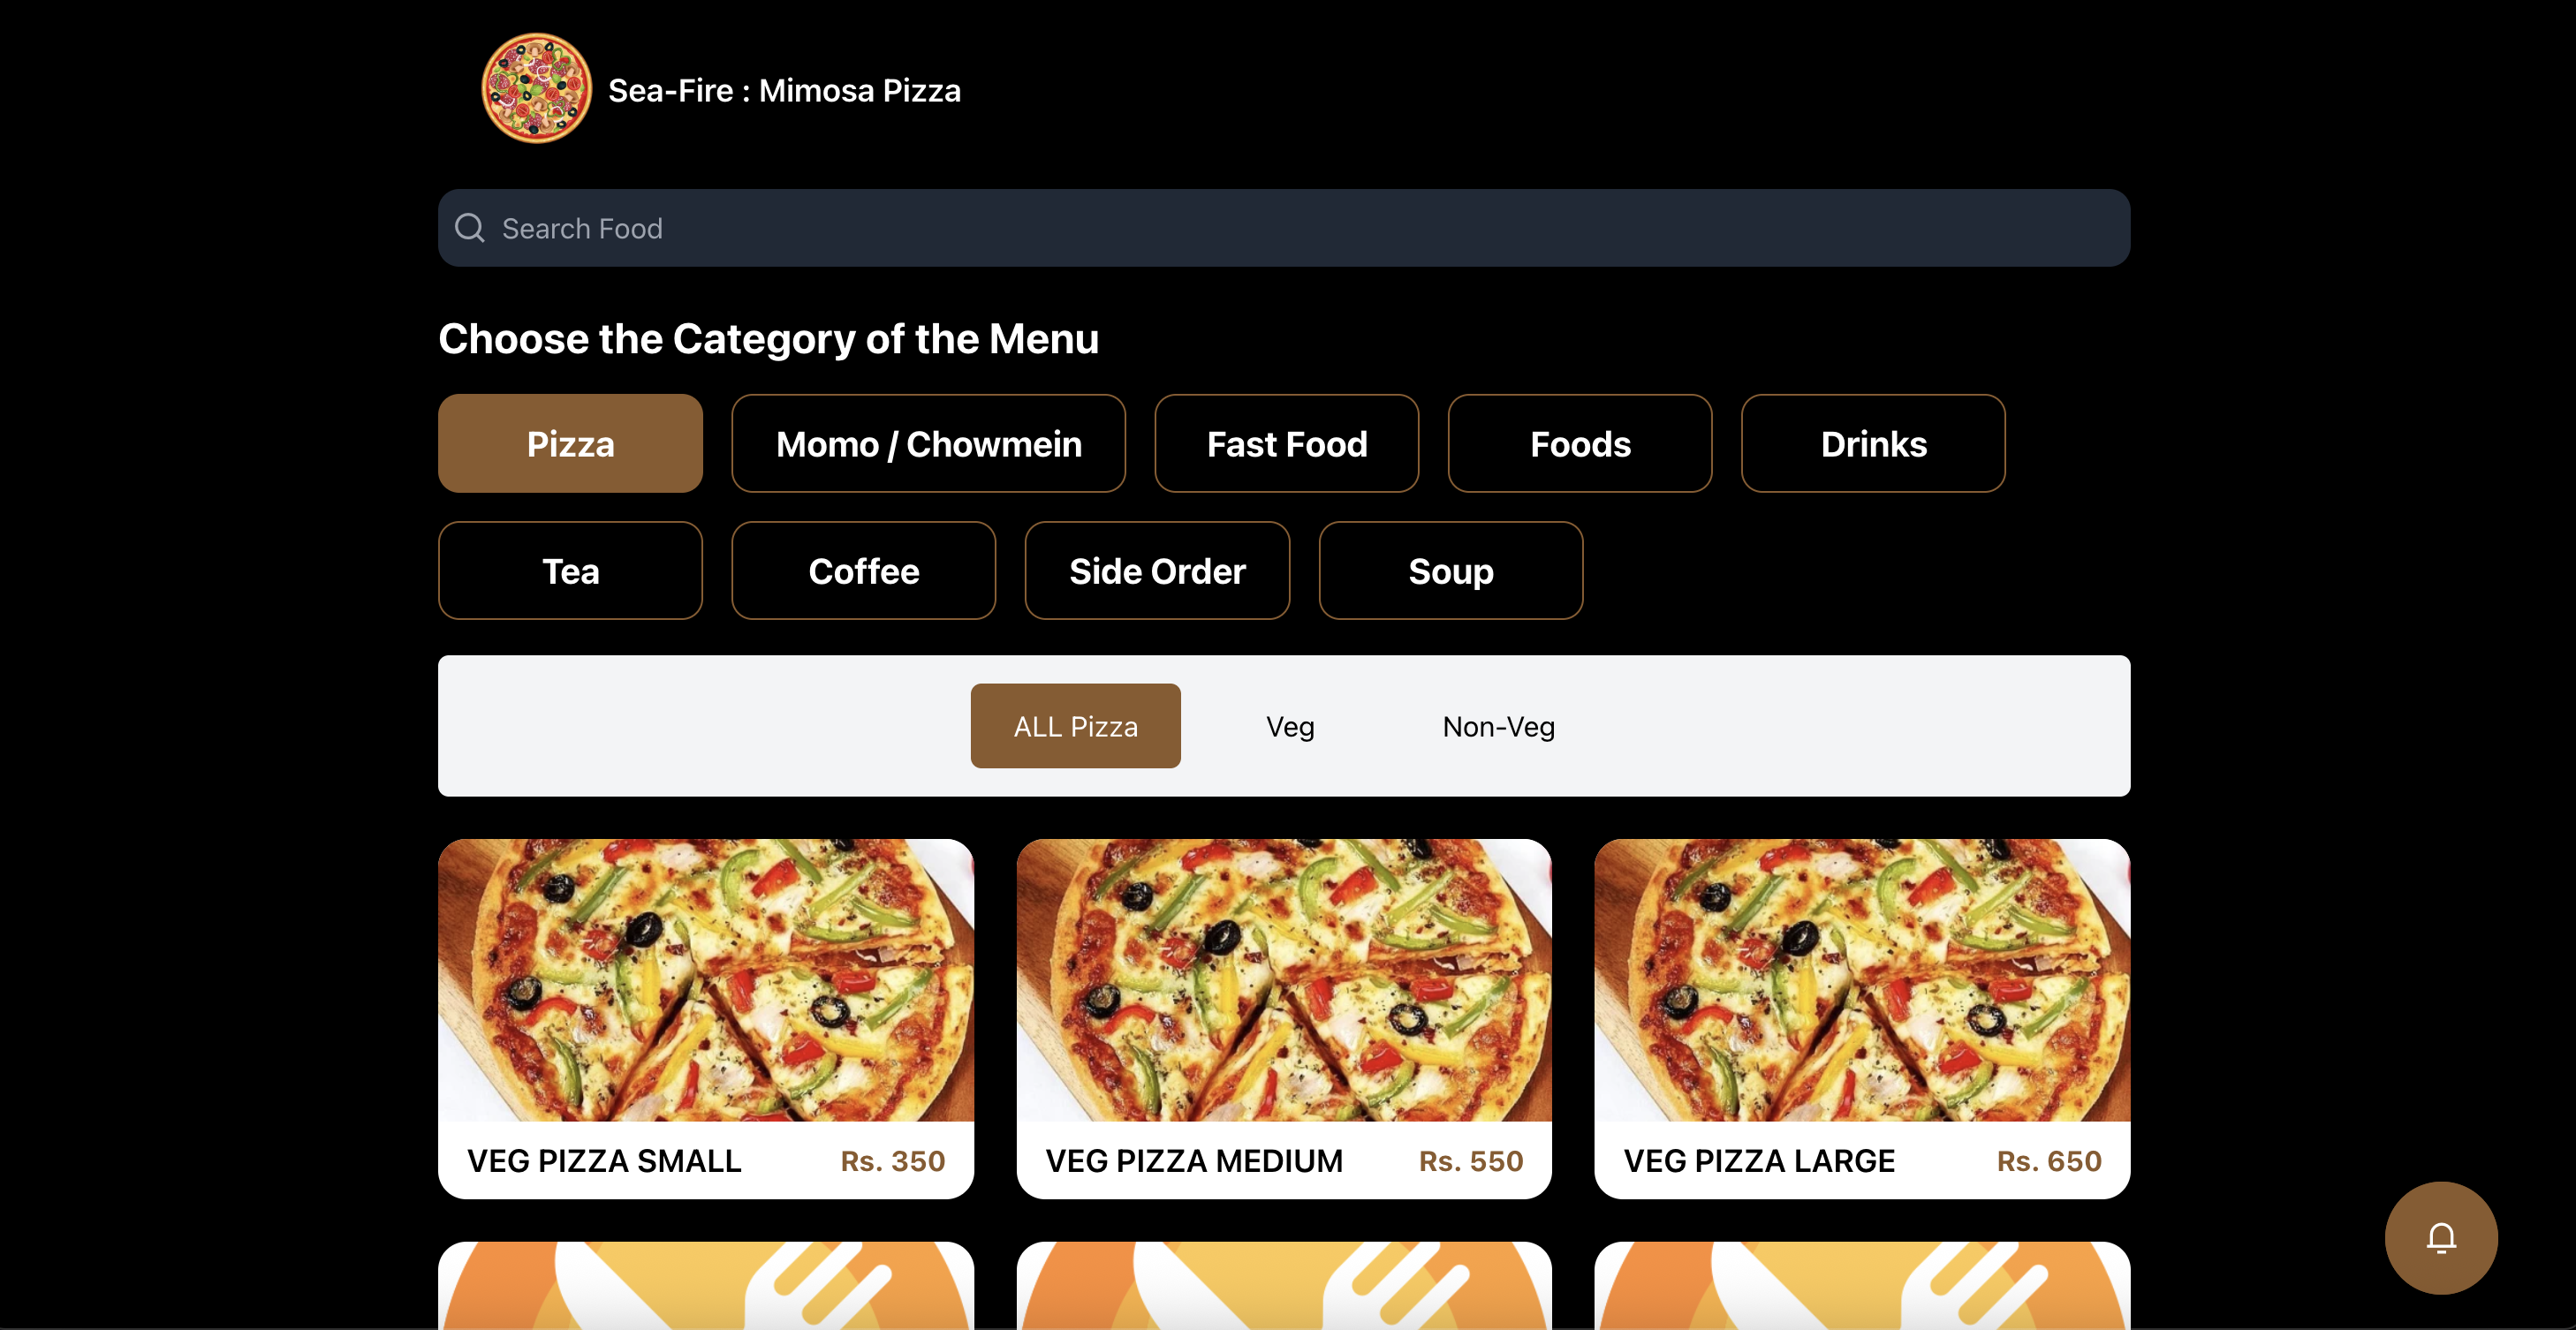 Sea-Fire : Mimosa Pizza
Search Food
Choose the Category of the Menu
Pizza
Momo / Chowmein
Fast Food
Foods
Drinks
Tea
Coffee
Side Order
Soup
ALL Pizza
Veg
Non-Veg
VEG PIZZA SMALL Rs. 350
VEG PIZZA MEDIUM Rs. 550
VEG PIZZA LARGE Rs. 650